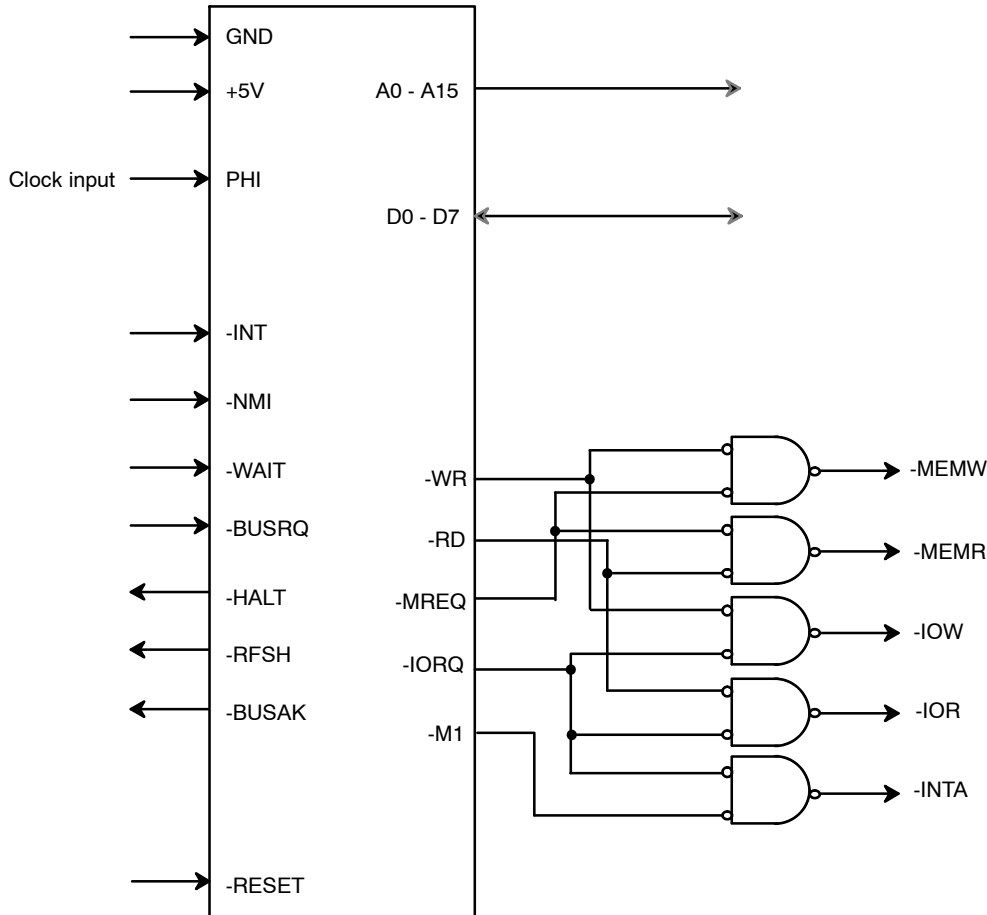 GND
+5V
A0 - A15
Clock input
PHI
D0 - D7
-INT
-NMI
-WAIT
-BUSRQ
-HALT
-RFSH
-BUSAK
-RESET
-WR
-RD
-MREQ
-IORQ
-M1
-MEMW
-MEMR
-IOW
-IOR
-INTA